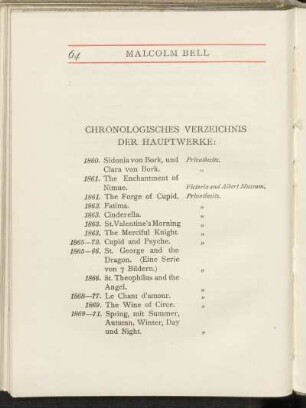 64 MALCOLM BELL
CHRONOLOGISCHES VERZEICHNIS
DER HAUPTWERKE:
1860. Sidonia von Bork, und Privatbesitz.
Clara von Bork. „
1861. The Enchantment of
Nimue. Victoria and Albert Museum.
1861. The Forge of Cupid. Privatbesitz.
1862. Fatima. „
1863. Cinderella. „
1863. St. Valentine's Morning „
1863. The Merciful Knight. „
1865—72. Cupid and Psyche. „
1865—66. St. George and the
Dragon. (Eine Serie
von 7 Bildern.) „
1866. St. Theophilus and the
Angel. „
1868—77. Le Chant d'amour. „
1869. The Wine of Circe. „
1869—71. Spring, mit Summer,
Autumn, Winter, Day
und Night. „